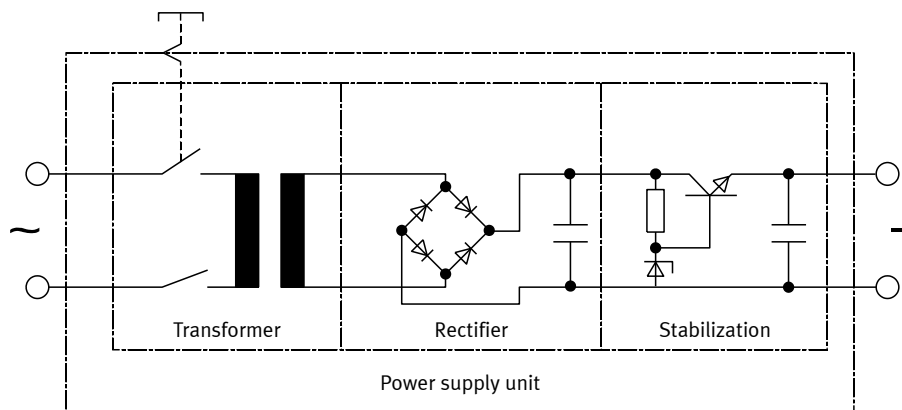 ~
-
Transformer
Rectifier
Stabilization
Power supply unit